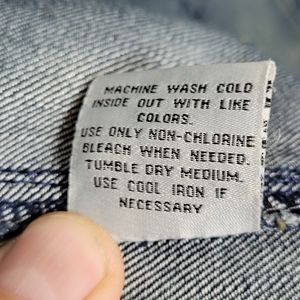 MACHINE WASH COLD
INSIDE OUT WITH LIKE
COLORS.
USE ONLY NON-CHLORINE
BLEACH WHEN NEEDED.
TUMBLE DRY MEDIUM.
USE COOL IRON IF
NECESSARY